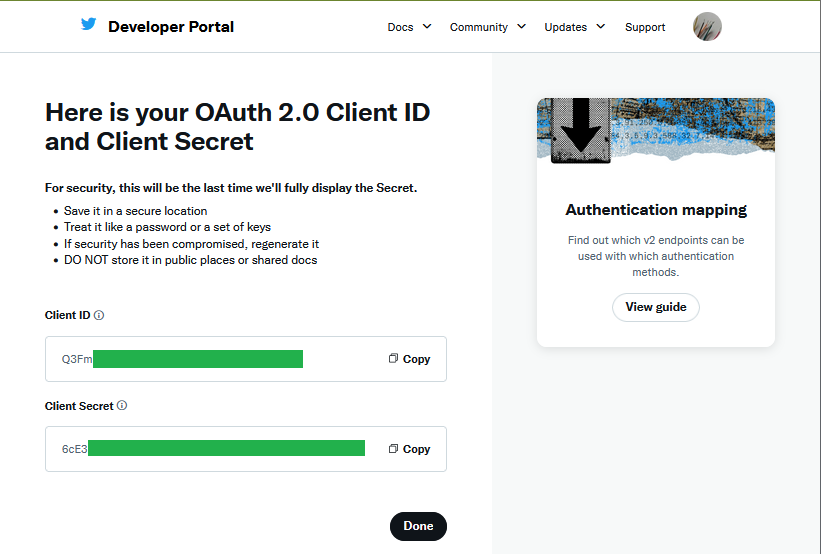 Developer Portal
Docs
Community
Updates
Support
Here is your OAuth 2.0 Client ID
and Client Secret
For security, this will be the last time we'll fully display the Secret.
• Save it in a secure location
• Treat it like a password or a set of keys
• If security has been compromised, regenerate it
• DO NOT store it in public places or shared docs
Client ID
Q3Fm
Copy
Client Secret
6cE3
Copy
Done
Authentication mapping
Find out which v2 endpoints can be
used with which authentication
methods.
View guide